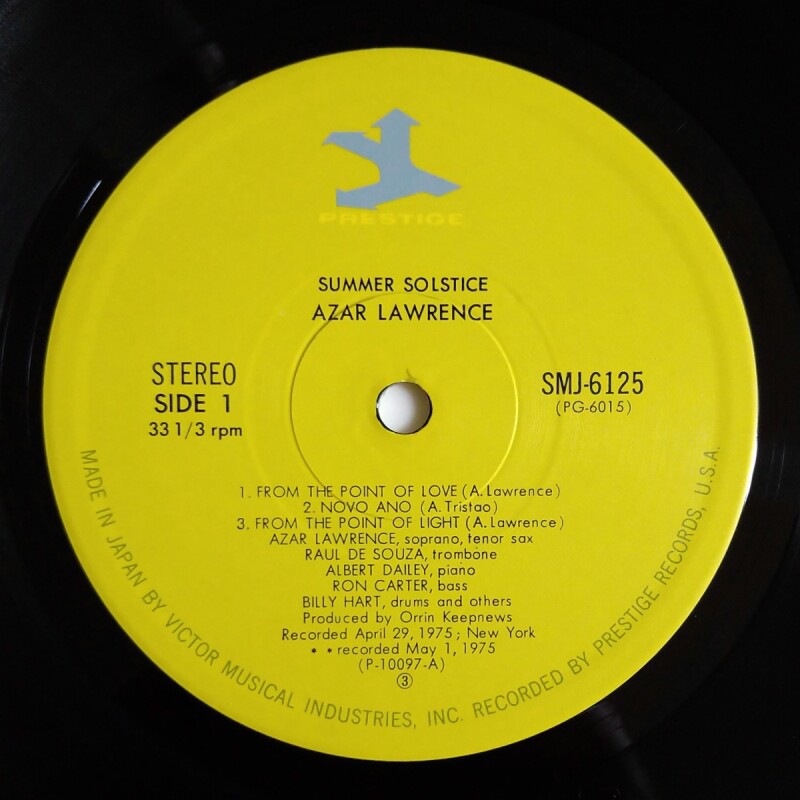 PRESTIGE
SUMMER SOLSTICE
AZAR LAWRENCE
STEREO
SIDE 1
33 1/3 rpm
SMJ-6125
(PG-6015)
1. FROM THE POINT OF LOVE (A. Lawrence)
2. NOVO ANO (A. Tristao)
3. FROM THE POINT OF LIGHT (A. Lawrence)
AZAR LAWRENCE, soprano, tenor sax
RAUL DE SOUZA, trombone
ALBERT DAILEY, piano
RON CARTER, bass
BILLY HART, drums and others
Produced by Orrin Keepnews
Recorded April 29, 1975; New York
* * recorded May 1, 1975
(P-10097-A)
③
MADE IN JAPAN BY VICTOR MUSICAL INDUSTRIES, INC. RECORDED BY PRESTIGE RECORDS, U.S.A.